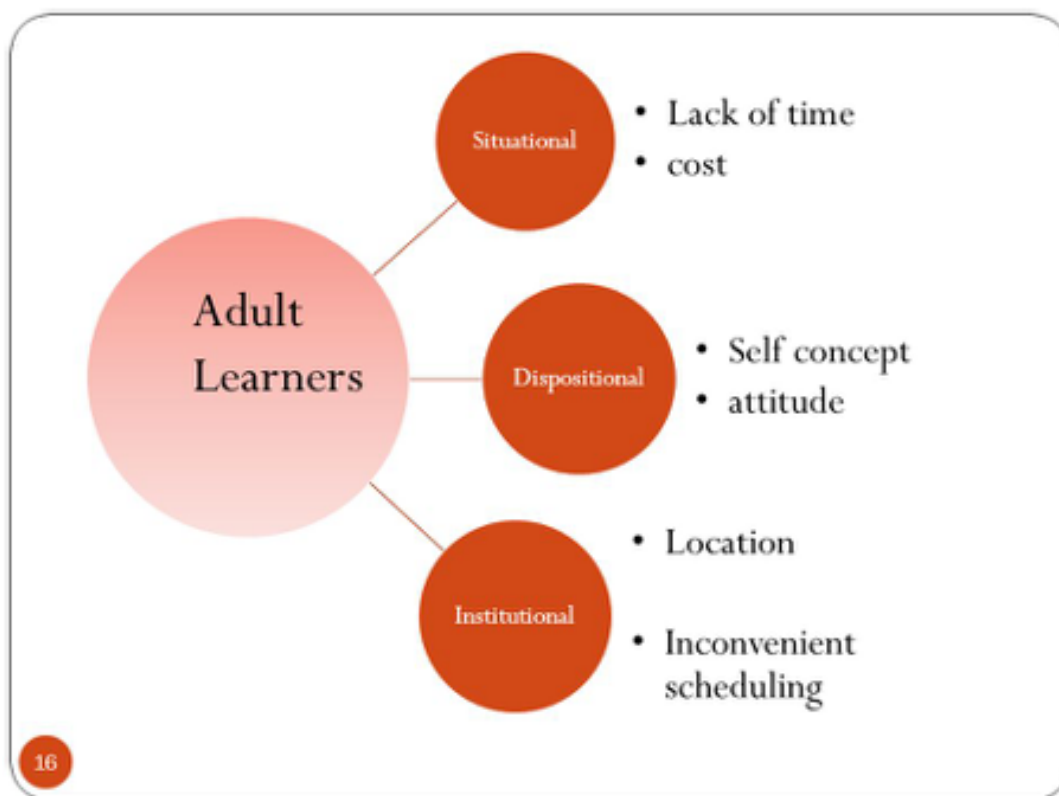 Situational
• Lack of time
• cost
Adult
Learners
Dispositional
• Self concept
• attitude
Institutional
• Location
• Inconvenient
scheduling
16